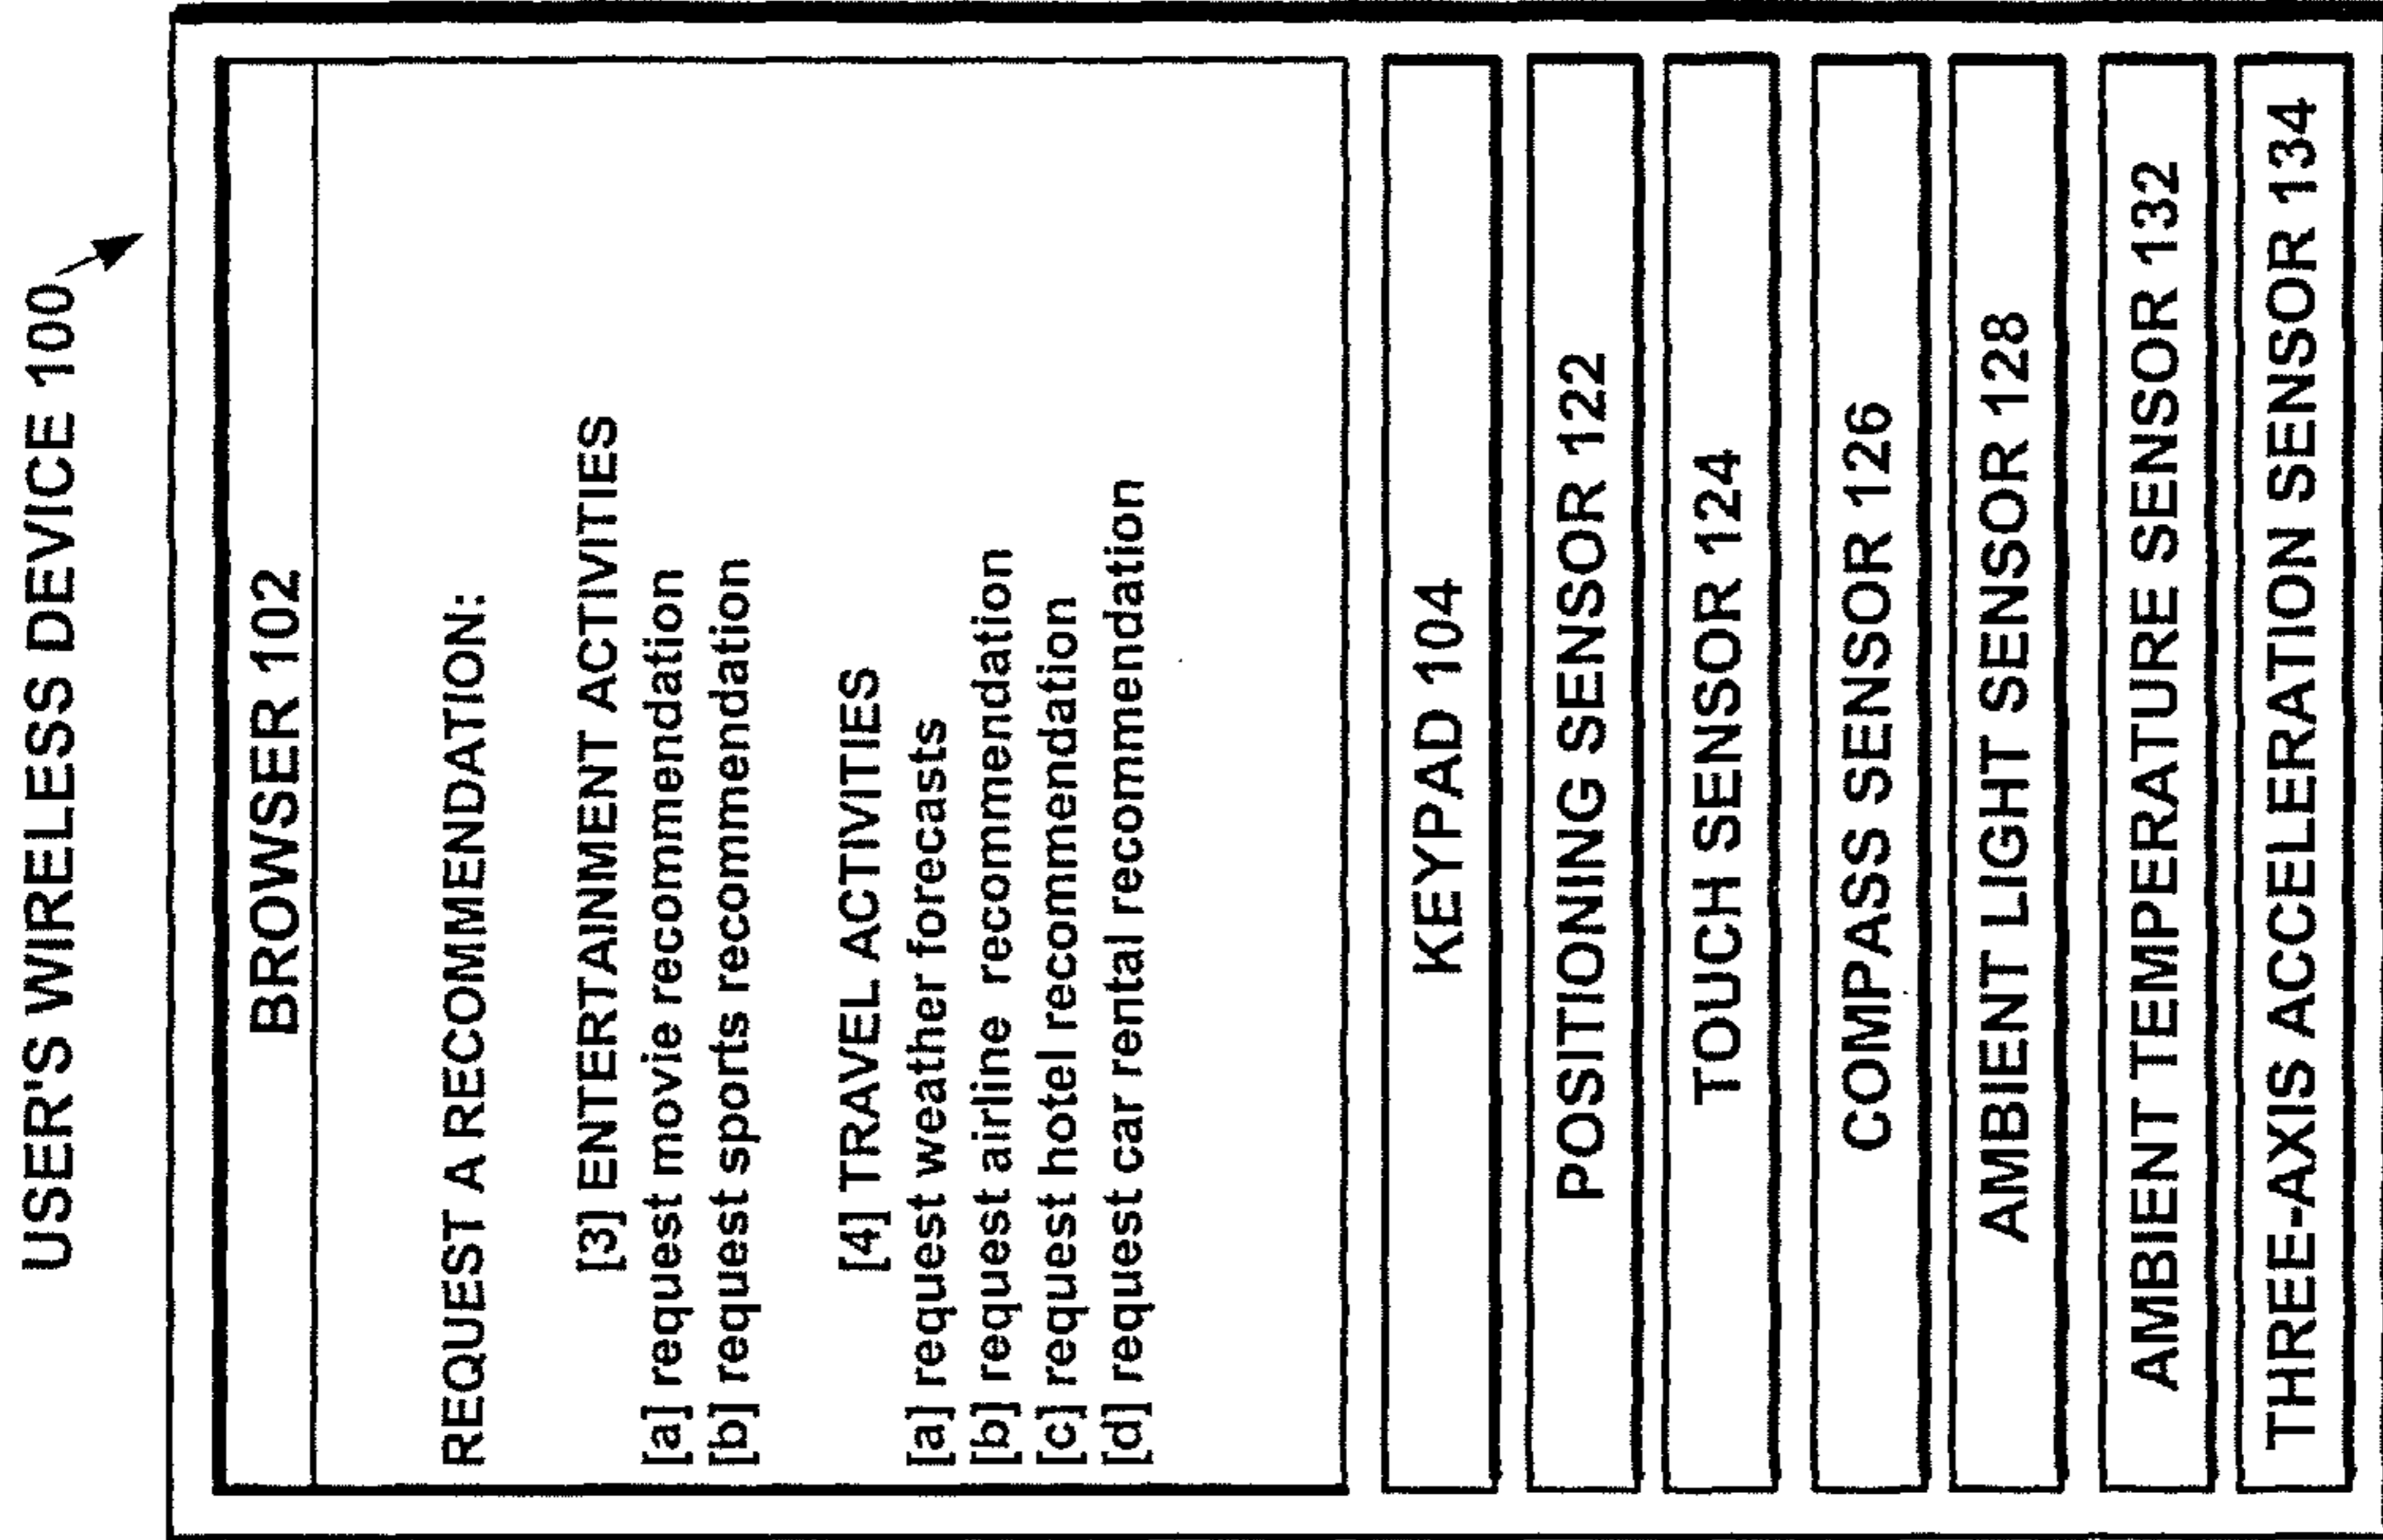 USER'S WIRELESS DEVICE 100
BROWSER 102
REQUEST A RECOMMENDATION:
[3] ENTERTAINMENT ACTIVITIES
[a] request movie recommendation
[b] request sports recommendation
[4] TRAVEL ACTIVITIES
[a] request weather forecasts
[b] request airline recommendation
[c] request hotel recommendation
[d] request car rental recommendation
KEYPAD 104
POSITIONING SENSOR 122
TOUCH SENSOR 124
COMPASS SENSOR 126
AMBIENT LIGHT SENSOR 128
AMBIENT TEMPERATURE SENSOR 132
THREE-AXIS ACCELERATION SENSOR 134